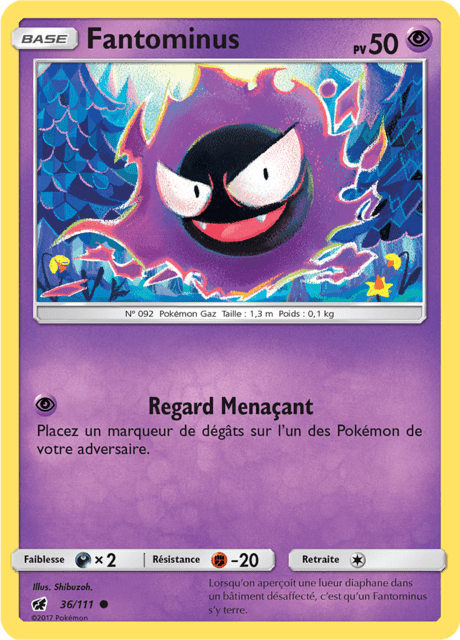 BASE Fantominus PV 50
N° 092 Pokémon Gaz Taille : 1,3 m Poids : 0,1 kg
Regard Menaçant
Placez un marqueur de dégâts sur l'un des Pokémon de
votre adversaire.
Faiblesse × 2 Résistance -20 Retraite
Illus. Shibuzoh.
36/111
©2017 Pokémon
Lorsqu'on aperçoit une lueur diaphane dans
un bâtiment désaffecté, c'est qu'un Fantominus
s'y terre.